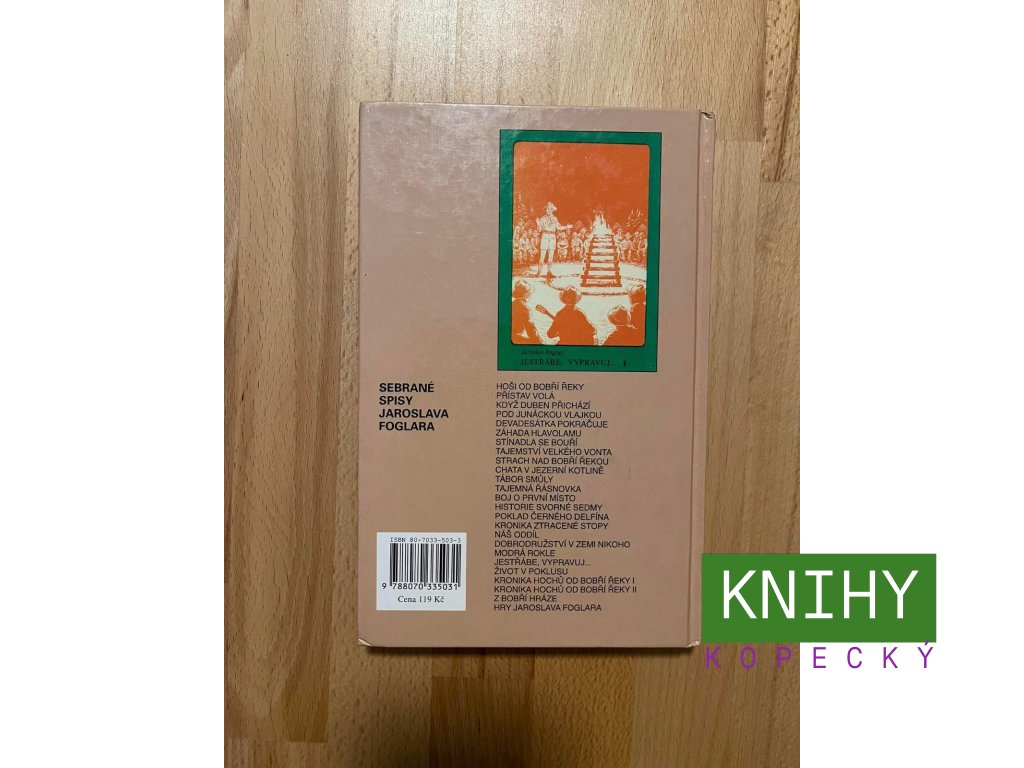 Jaroslav Foglar
JESTŘÁBE, VYPRAVUJ... I
SEBRANÉ
SPISY
JAROSLAVA
FOGLARA
HOŠI OD BOBŘÍ ŘEKY
PŘÍSTAV VOLÁ
KDYŽ DUBEN PŘICHÁZÍ
POD JUNÁCKOU VLAJKOU
DEVADESÁTKA POKRAČUJE
ZÁHADA HLAVOLAMU
STÍNADLA SE BOUŘÍ
TAJEMSTVÍ VELKÉHO VONTA
STRACH NAD BOBŘÍ ŘEKOU
CHATA V JEZERNÍ KOTLINĚ
TÁBOR SMŮLY
TAJEMNÁ ŘÁSNOVKA
BOJ O PRVNÍ MÍSTO
HISTORIE SVORNÉ SEDMY
POKLAD ČERNÉHO DELFÍNA
KRONIKA ZTRACENÉ STOPY
NÁŠ ODDÍL
DOBRODRUŽSTVÍ V ZEMI NIKOHO
MODRÁ ROKLE
JESTŘÁBE, VYPRAVUJ...
ŽIVOT V POKLUSU
KRONIKA HOCHŮ OD BOBŘÍ ŘEKY I
KRONIKA HOCHŮ OD BOBŘÍ ŘEKY II
Z BOBŘÍ HRÁZE
HRY JAROSLAVA FOGLARA
ISBN 80-7033-503-3
9 788070 335031
Cena 119 Kč
KNIHY
KOPECKÝ